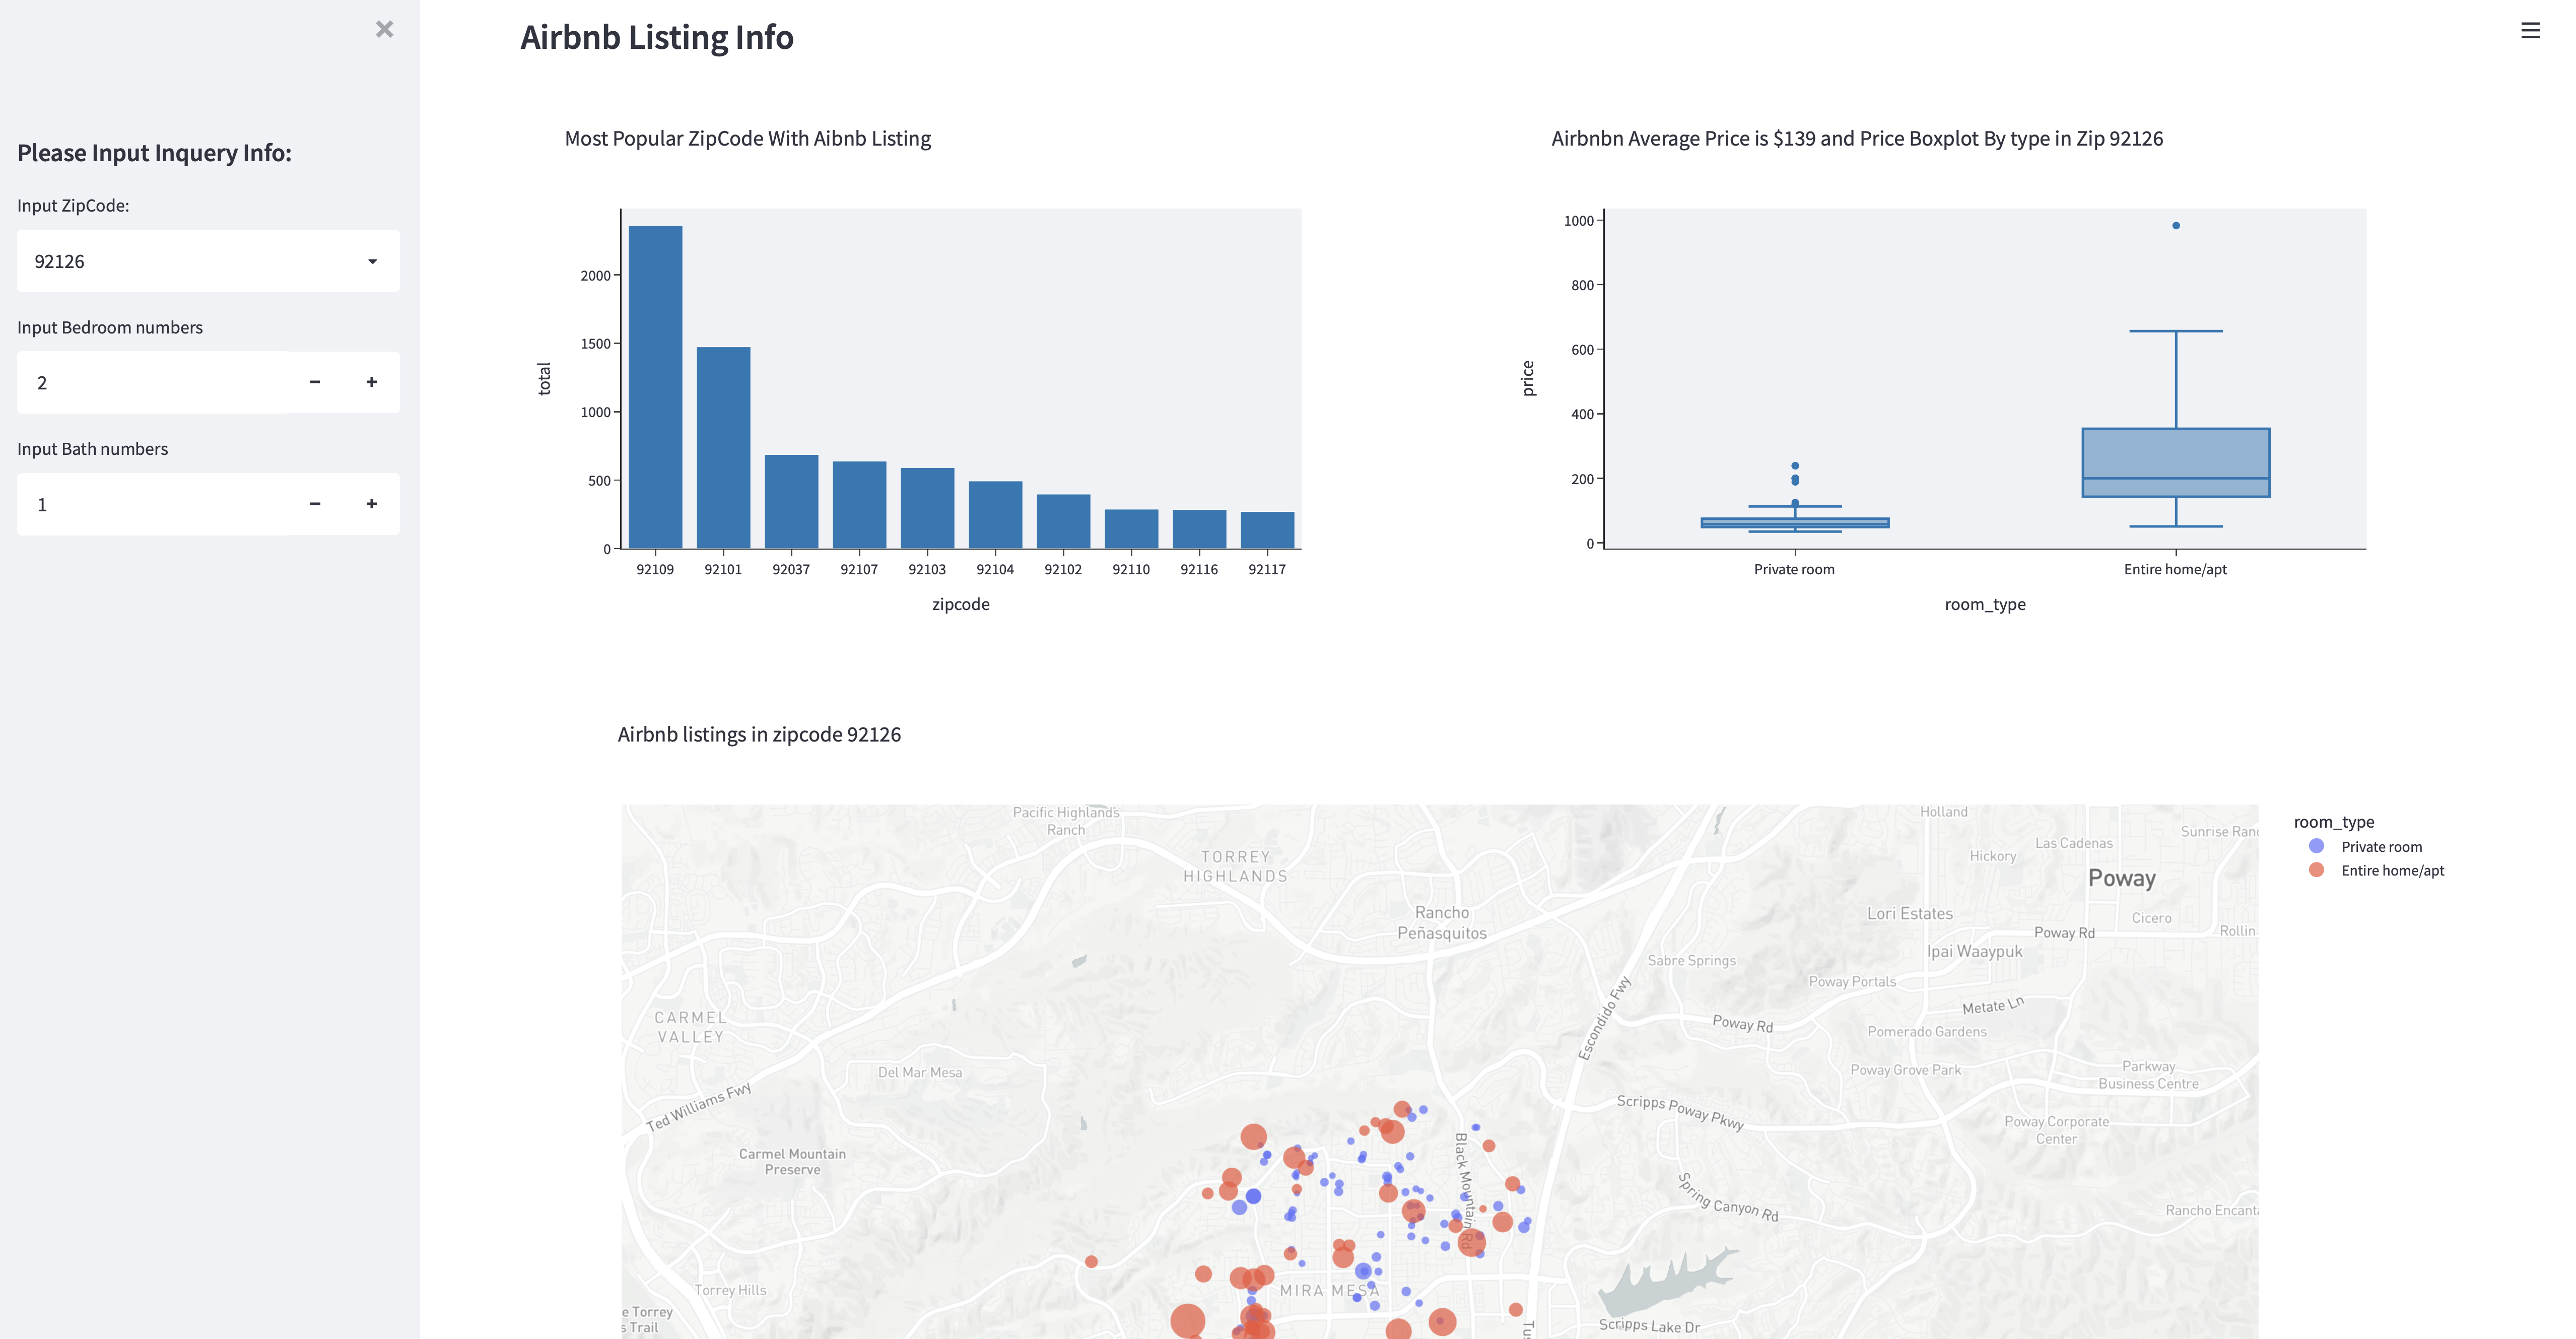 Airbnb Listing Info
Please Input Inquery Info:
Input ZipCode:
92126
Input Bedroom numbers
2
Input Bath numbers
1
Most Popular ZipCode With Aibnb Listing
total
2000
1500
1000
500
0
92109 92101 92037 92107 92103 92104 92102 92110 92116 92117
zipcode
Airbnbn Average Price is $139 and Price Boxplot By type in Zip 92126
price
1000
800
600
400
200
0
Private room Entire home/apt
room_type
Airbnb listings in zipcode 92126
room_type
Private room
Entire home/apt
Pacific Highlands
Ranch
TORREY
HIGHLANDS
Rancho
Peñasquitos
Holland
Las Cadenas
Hickory
Poway
Lori Estates
Cicero
Rollin
Poway Rd
Ipai Waaypuk
Sabre Springs
Poway Portals
Metate Ln
CARMEL
VALLEY
Escondido Fwy
Poway Rd
Pomerado Gardens
Del Mar Mesa
Poway Grove Park
Parkway
Business Centre
Ted Williams Fwy
Scripps Poway Pkwy
Poway Corporate
Center
Carmel Mountain
Preserve
Black Mountain Rd
Spring Canyon Rd
Torrey Hills
MIRA MESA
e Torrey
s Trail
Scripps Lake Dr